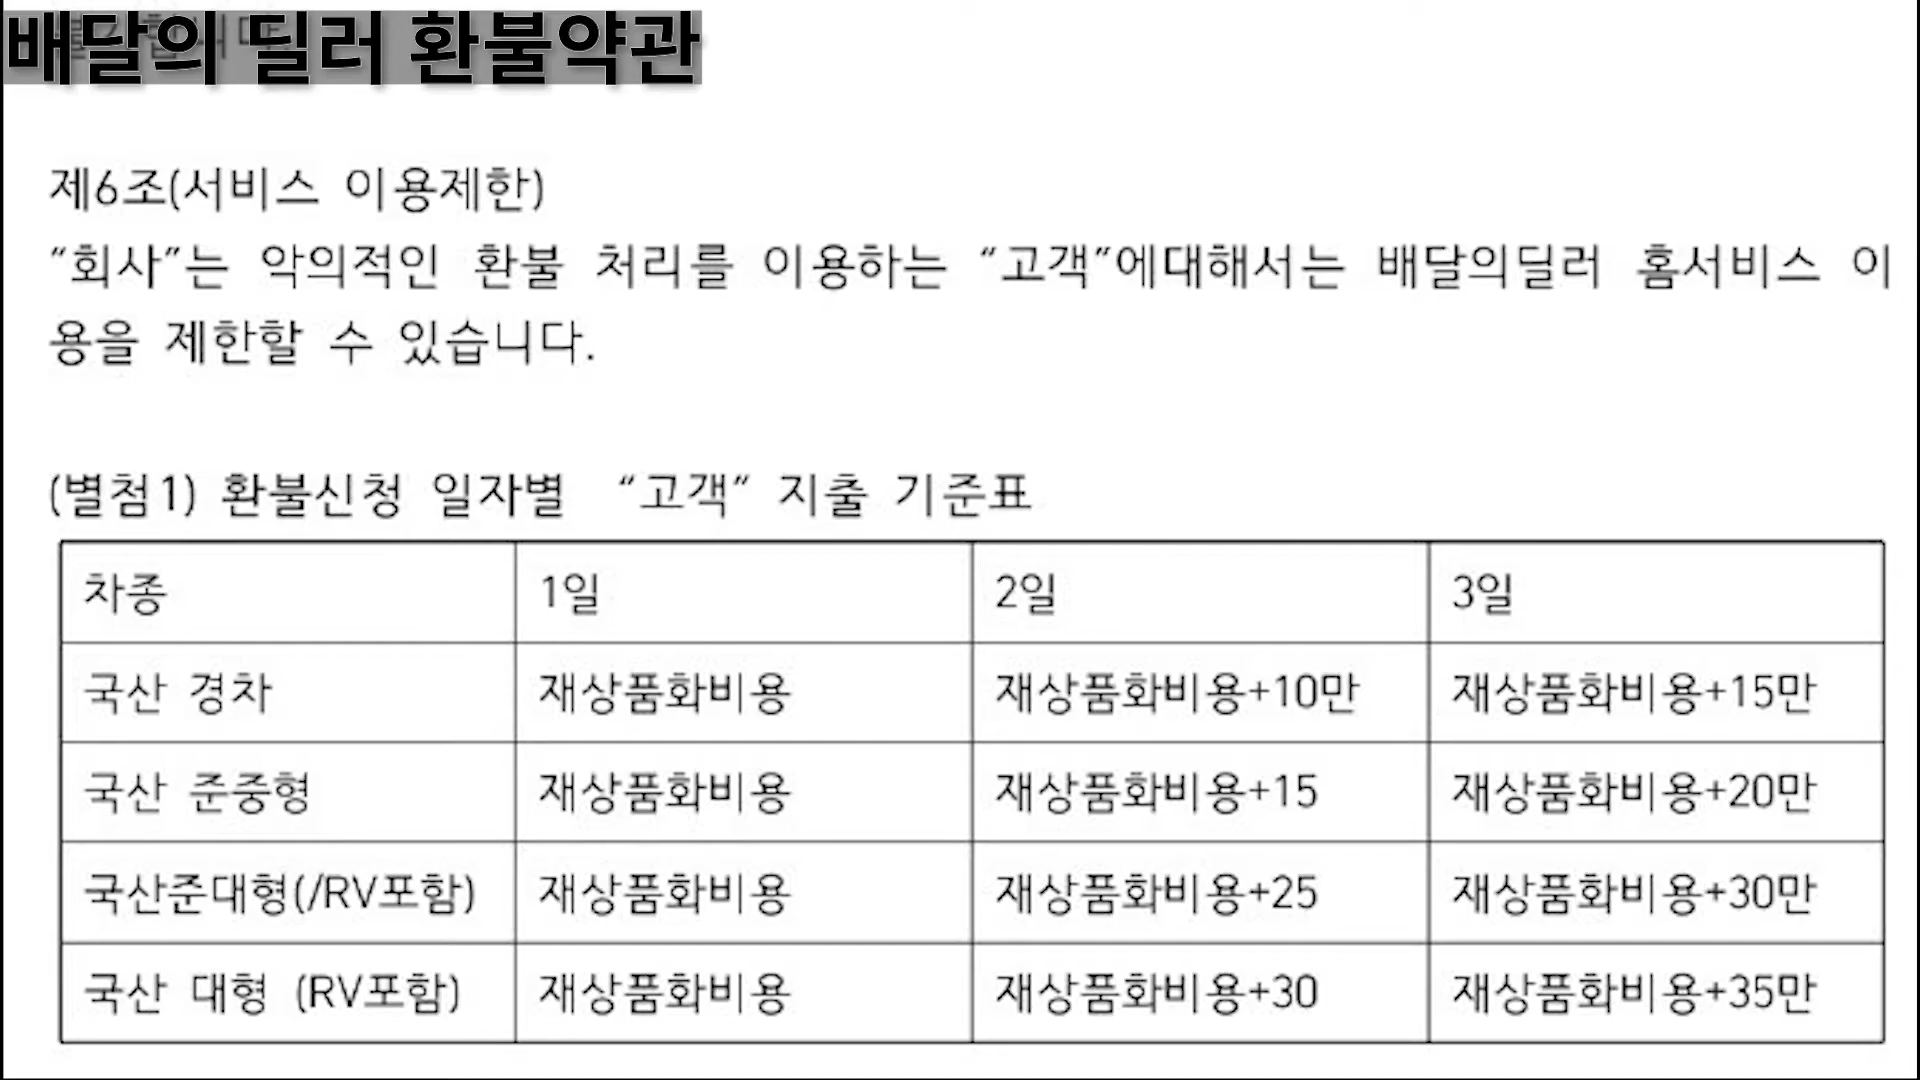 배달의 딜러 환불약관
제6조(서비스 이용제한)
“회사”는 악의적인 환불 처리를 이용하는 “고객”에대해서는 배달의딜러 홈서비스 이
용을 제한할 수 있습니다.
(별첨1) 환불신청 일자별 “고객” 지출 기준표
차종 1일 2일 3일
국산 경차 재상품화비용 재상품화비용+10만 재상품화비용+15만
국산 준중형 재상품화비용 재상품화비용+15 재상품화비용+20만
국산준대형(/RV포함) 재상품화비용 재상품화비용+25 재상품화비용+30만
국산 대형 (RV포함) 재상품화비용 재상품화비용+30 재상품화비용+35만